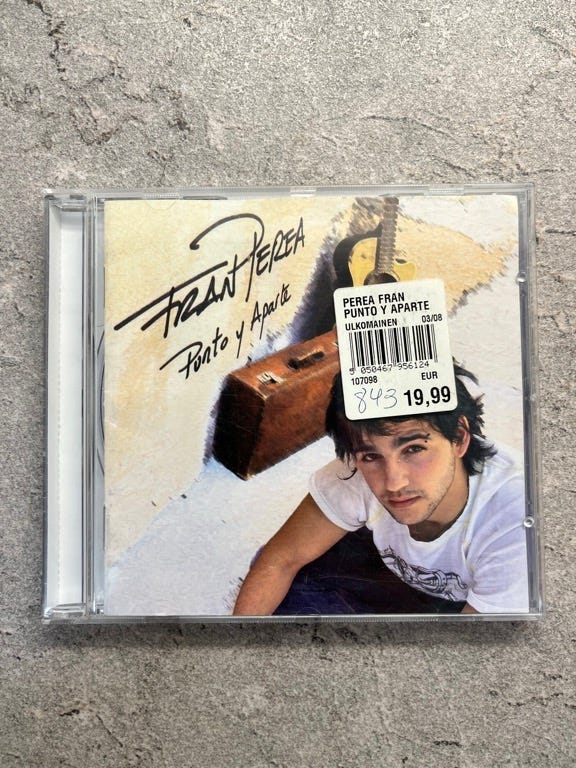 FRAN PEREA
Punto y Aparte
PEREA FRAN
PUNTO Y APARTE
ULKOMAINEN 03/08
5 050467 956124
107098 EUR
843 19,99